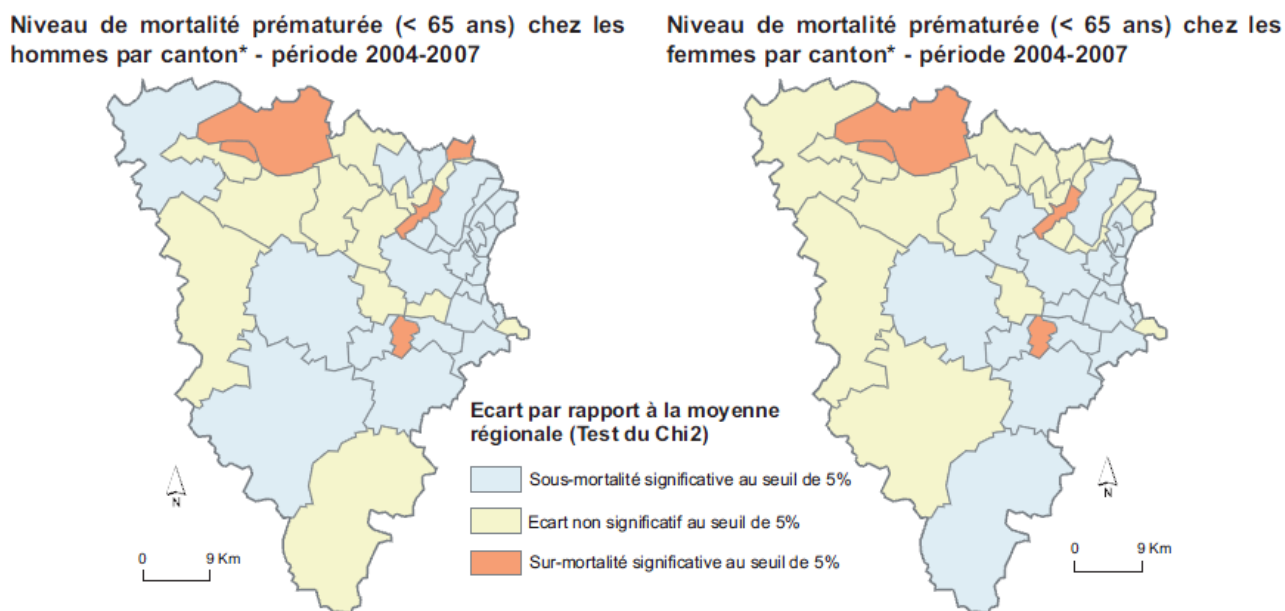 Niveau de mortalité prématurée (< 65 ans) chez les
hommes par canton* - période 2004-2007
Niveau de mortalité prématurée (< 65 ans) chez les
femmes par canton* - période 2004-2007
Ecart par rapport à la moyenne
régionale (Test du Chi2)
Sous-mortalité significative au seuil de 5%
Ecart non significatif au seuil de 5%
Sur-mortalité significative au seuil de 5%
N
0 9 Km
N
0 9 Km